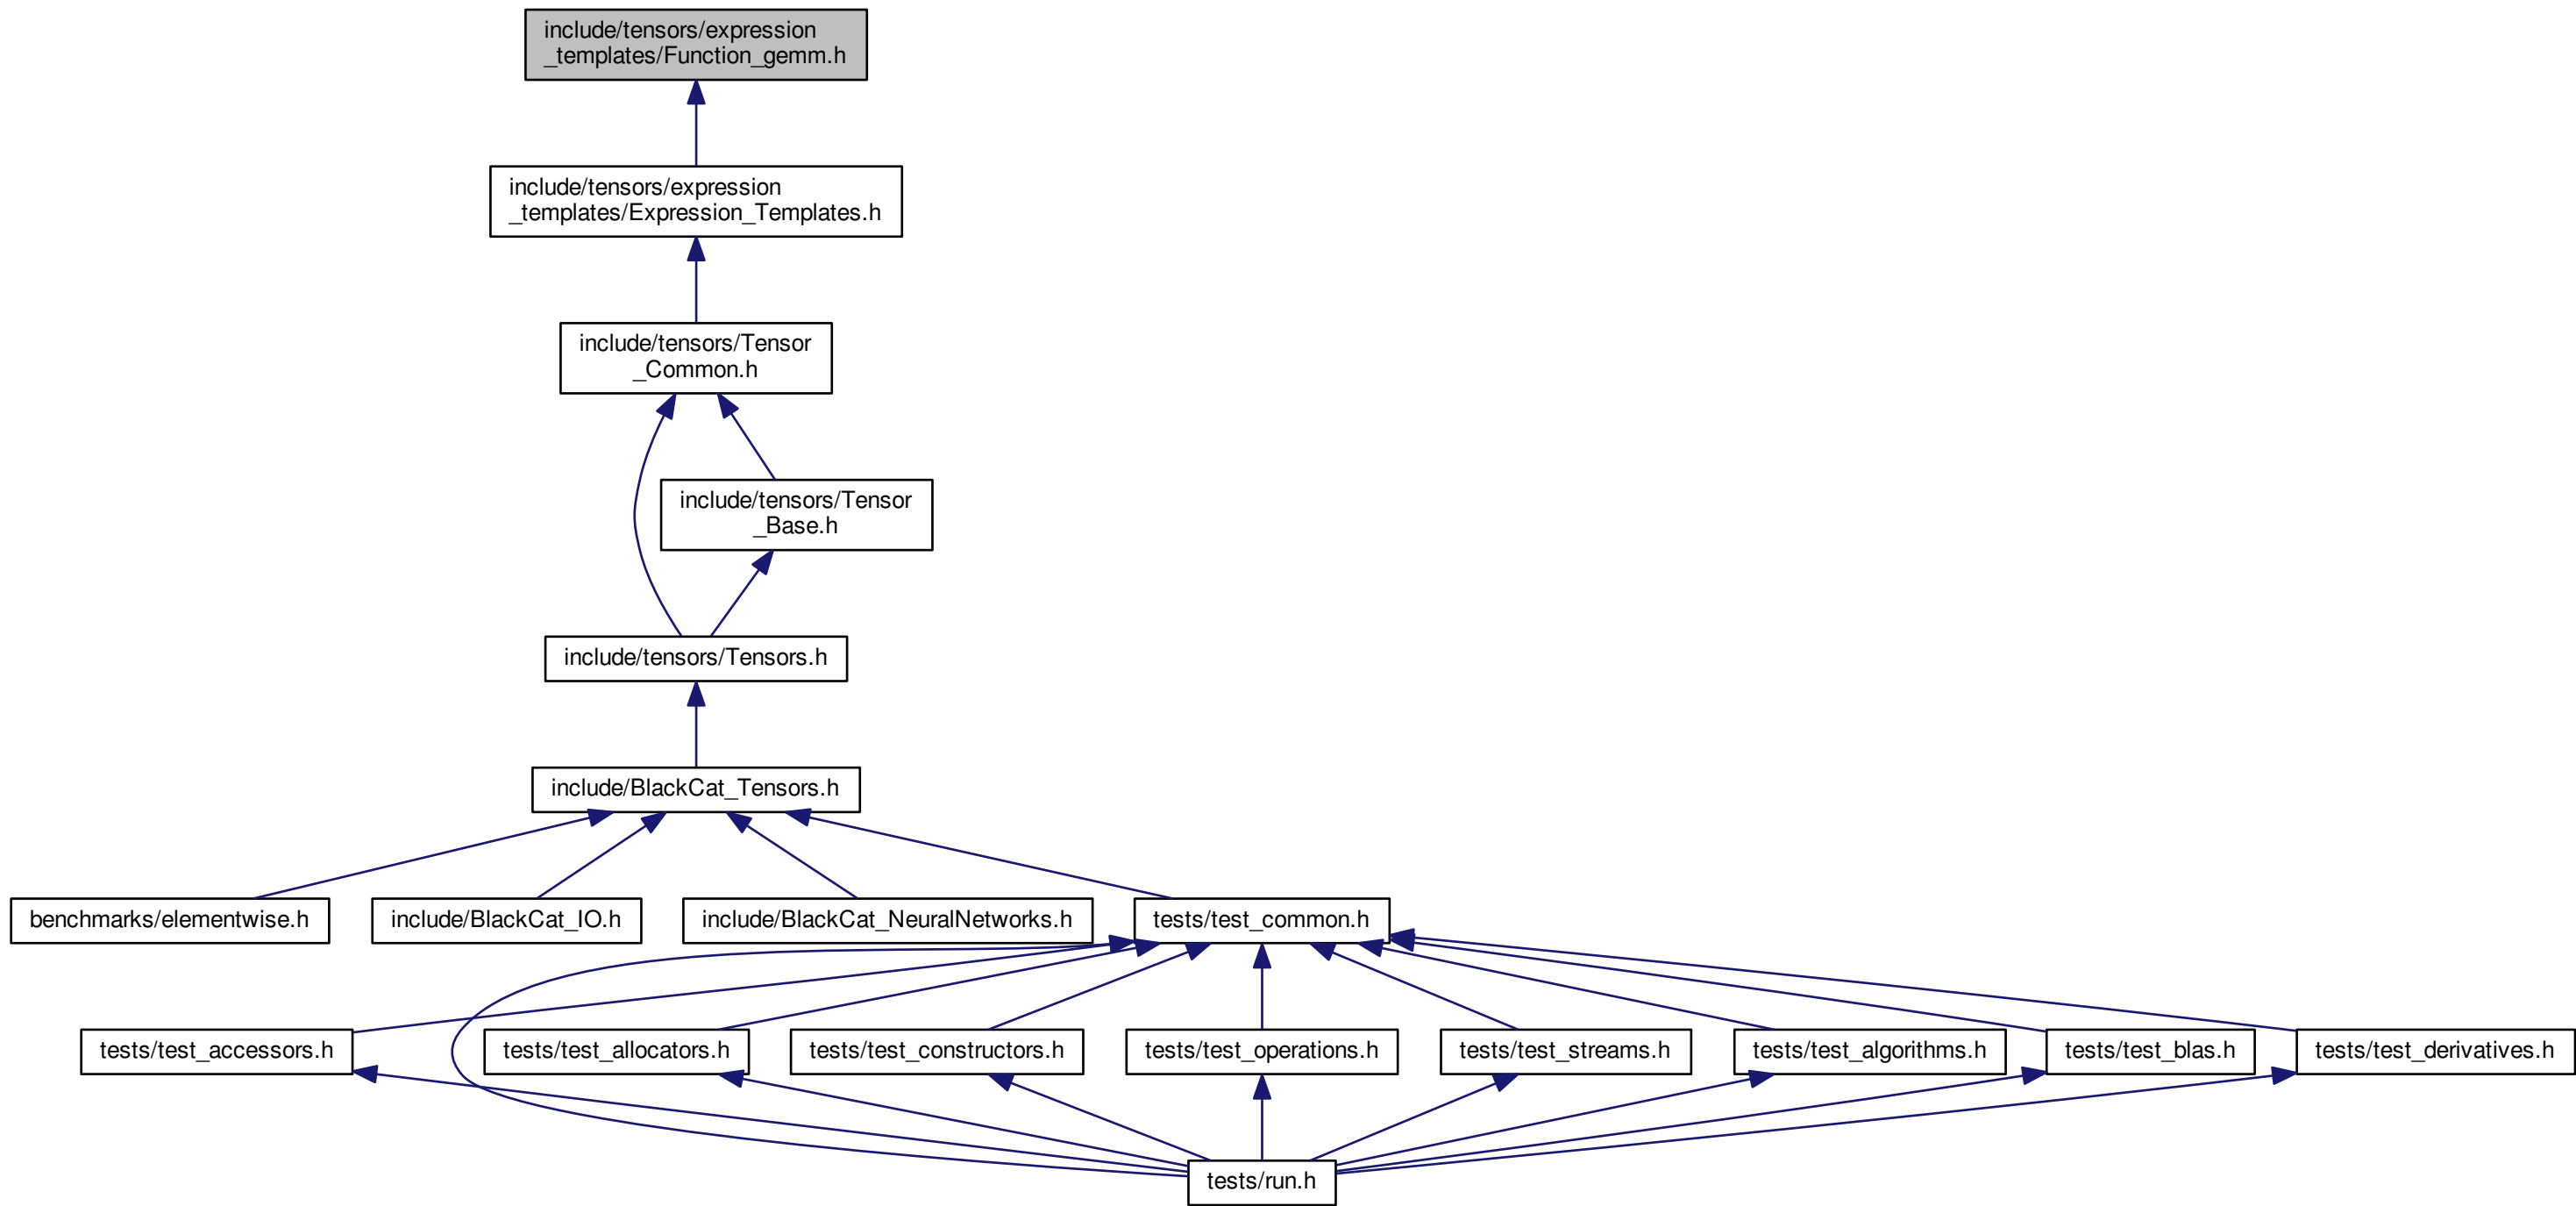 include/tensors/expression
_templates/Function_gemm.h
include/tensors/expression
_templates/Expression_Templates.h
include/tensors/Tensor
_Common.h
include/tensors/Tensor
_Base.h
include/tensors/Tensors.h
include/BlackCat_Tensors.h
benchmarks/elementwise.h
include/BlackCat_IO.h
include/BlackCat_NeuralNetworks.h
tests/test_common.h
tests/test_accessors.h
tests/test_allocators.h
tests/test_constructors.h
tests/test_operations.h
tests/test_streams.h
tests/test_algorithms.h
tests/test_blas.h
tests/test_derivatives.h
tests/run.h